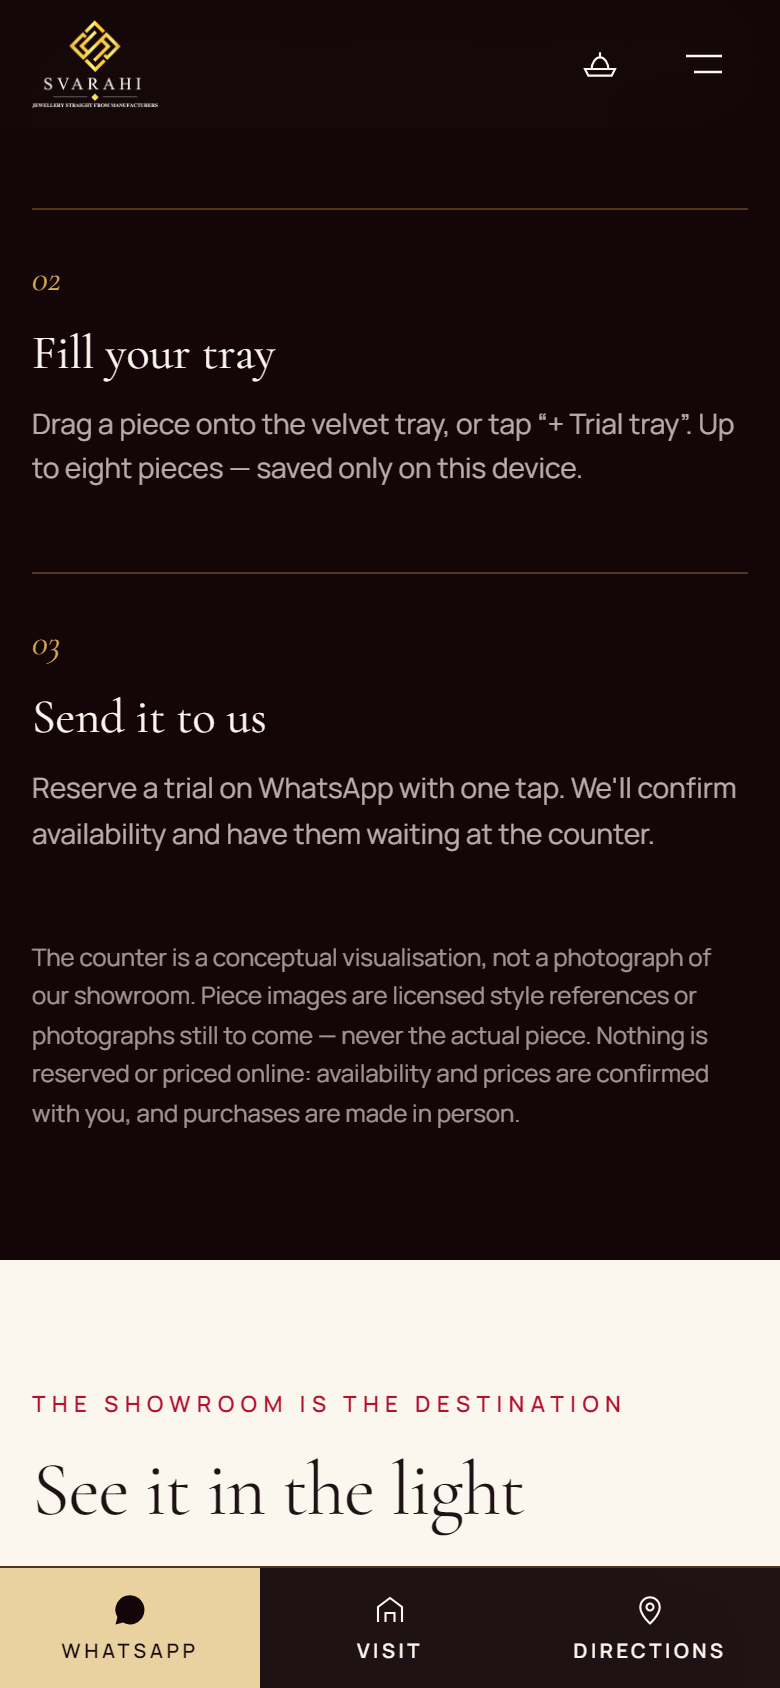 SVARAHI
JEWELLERY STRAIGHT FROM MANUFACTURERS
02
Fill your tray
Drag a piece onto the velvet tray, or tap “+ Trial tray”. Up
to eight pieces — saved only on this device.
03
Send it to us
Reserve a trial on WhatsApp with one tap. We'll confirm
availability and have them waiting at the counter.
The counter is a conceptual visualisation, not a photograph of
our showroom. Piece images are licensed style references or
photographs still to come — never the actual piece. Nothing is
reserved or priced online: availability and prices are confirmed
with you, and purchases are made in person.
THE SHOWROOM IS THE DESTINATION
See it in the light
WHATSAPP
VISIT
DIRECTIONS